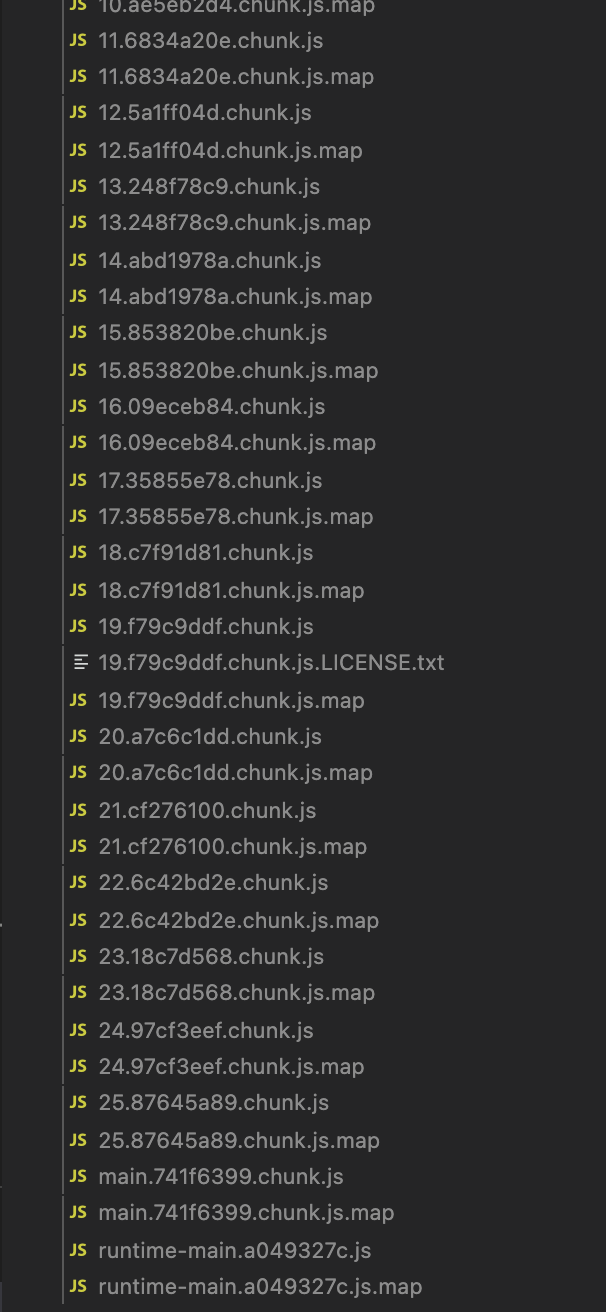 JS 10.ae5eb2d4.chunk.js.map
JS 11.6834a20e.chunk.js
JS 11.6834a20e.chunk.js.map
JS 12.5a1ff04d.chunk.js
JS 12.5a1ff04d.chunk.js.map
JS 13.248f78c9.chunk.js
JS 13.248f78c9.chunk.js.map
JS 14.abd1978a.chunk.js
JS 14.abd1978a.chunk.js.map
JS 15.853820be.chunk.js
JS 15.853820be.chunk.js.map
JS 16.09eceb84.chunk.js
JS 16.09eceb84.chunk.js.map
JS 17.35855e78.chunk.js
JS 17.35855e78.chunk.js.map
JS 18.c7f91d81.chunk.js
JS 18.c7f91d81.chunk.js.map
JS 19.f79c9ddf.chunk.js
19.f79c9ddf.chunk.js.LICENSE.txt
JS 19.f79c9ddf.chunk.js.map
JS 20.a7c6c1dd.chunk.js
JS 20.a7c6c1dd.chunk.js.map
JS 21.cf276100.chunk.js
JS 21.cf276100.chunk.js.map
JS 22.6c42bd2e.chunk.js
JS 22.6c42bd2e.chunk.js.map
JS 23.18c7d568.chunk.js
JS 23.18c7d568.chunk.js.map
JS 24.97cf3eef.chunk.js
JS 24.97cf3eef.chunk.js.map
JS 25.87645a89.chunk.js
JS 25.87645a89.chunk.js.map
JS main.741f6399.chunk.js
JS main.741f6399.chunk.js.map
JS runtime-main.a049327c.js
JS runtime-main.a049327c.js.map